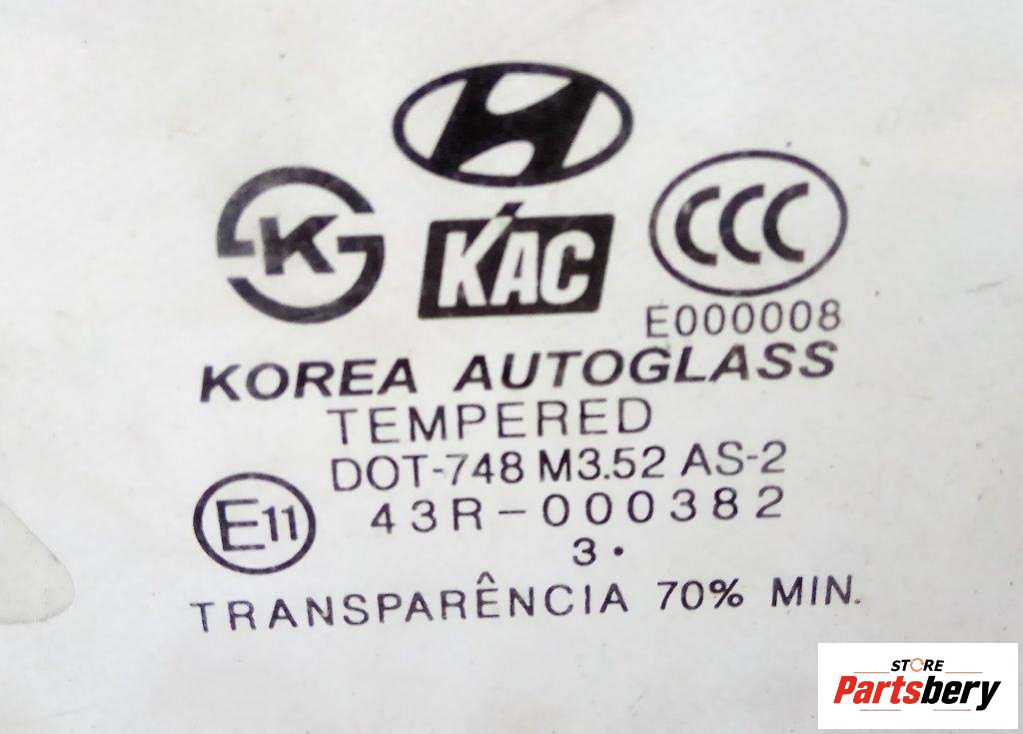 KS
KAC
CCC
E000008
KOREA AUTOGLASS
TEMPERED
DOT-748 M3.52 AS-2
E11
43R-000382
3 •
TRANSPARÊNCIA 70% MIN.
STORE
Partsbery